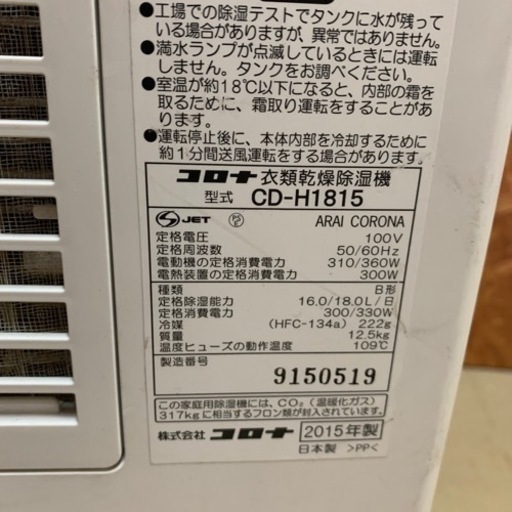 ●工場での除湿テストでタンクに水が残って
いる場合がありますが、異常ではありません。
●満水ランプが点滅しているときには運転
しません。タンクをお調べください。
●室温が約18℃以下になると、内部の霜を
取るために、霜取り運転をすることがあ
ります。
●運転停止後に、本体内部を冷却するために
約1分間送風運転をする場合があります。
コロナ 衣類乾燥除湿機
型式 CD-H1815
S JET PS E ARAI CORONA
定格電圧 100V
定格周波数 50/60Hz
電動機の定格消費電力 310/360W
電熱装置の定格消費電力 300W
種類 B形
定格除湿能力 16.0/18.0L/日
定格消費電力 300/330W
冷媒 (HFC-134a) 222g
質量 12.5kg
温度ヒューズの動作温度 109℃
製造番号
9150519
この家庭用除湿機には、CO₂(温暖化ガス)
317kgに相当するフロン類が封入されています。
株式会社 コロナ 2015年製
日本製 >PP<